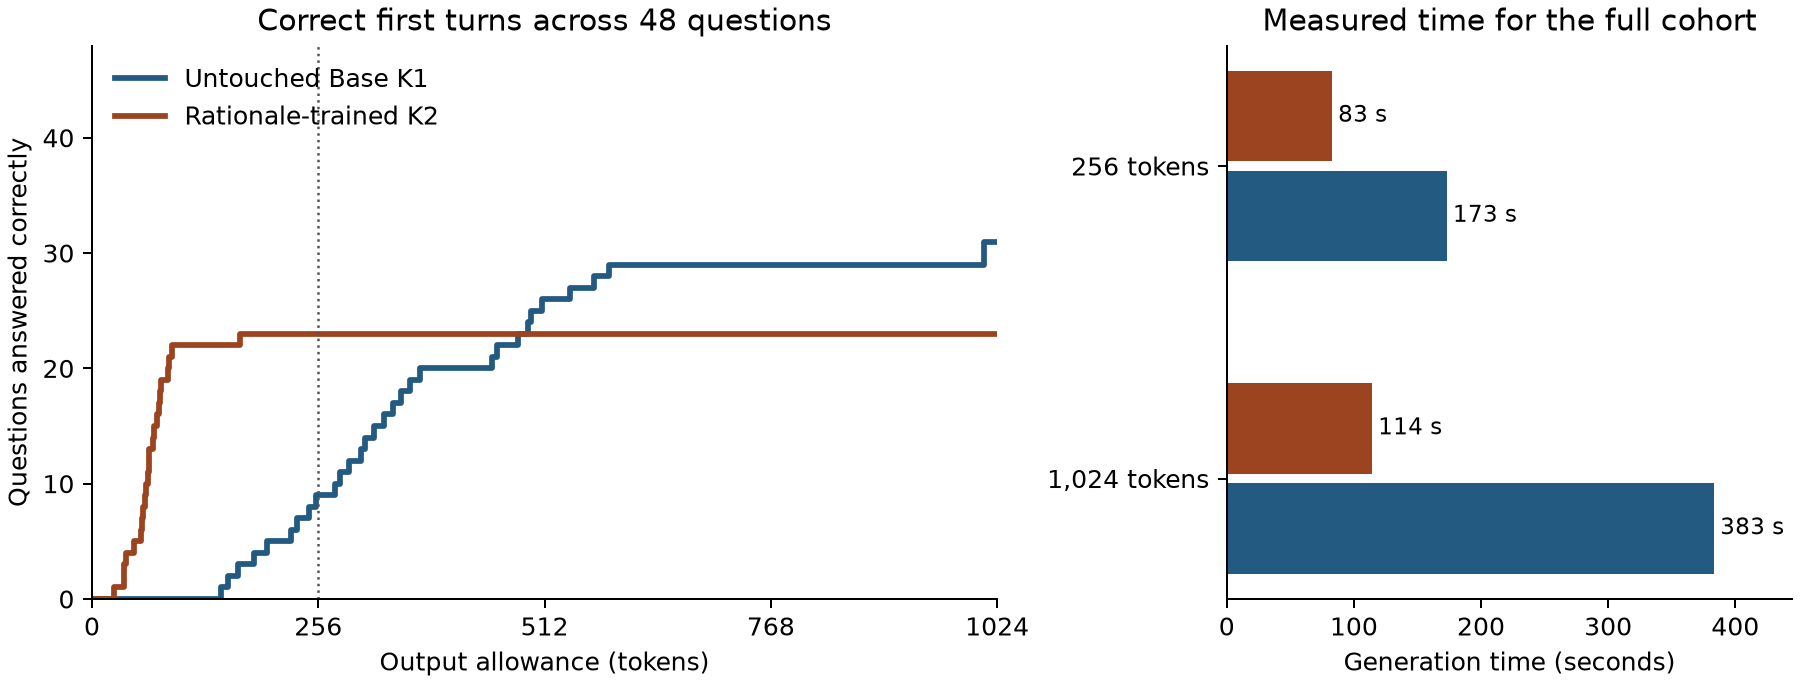 Correct first turns across 48 questions
Untouched Base K1
Rationale-trained K2
Questions answered correctly
40
30
20
10
0
0 256 512 768 1024
Output allowance (tokens)
Measured time for the full cohort
83 s
256 tokens
173 s
114 s
1,024 tokens
383 s
0 100 200 300 400
Generation time (seconds)